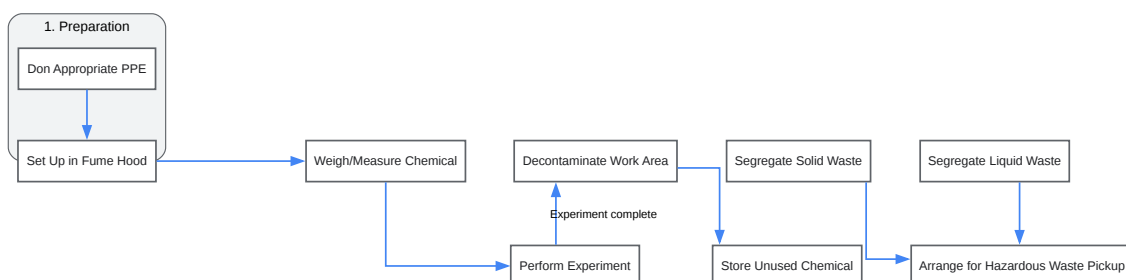 1. Preparation
Don Appropriate PPE
Set Up in Fume Hood
Weigh/Measure Chemical
Decontaminate Work Area
Segregate Solid Waste
Segregate Liquid Waste
Experiment complete
Perform Experiment
Store Unused Chemical
Arrange for Hazardous Waste Pickup